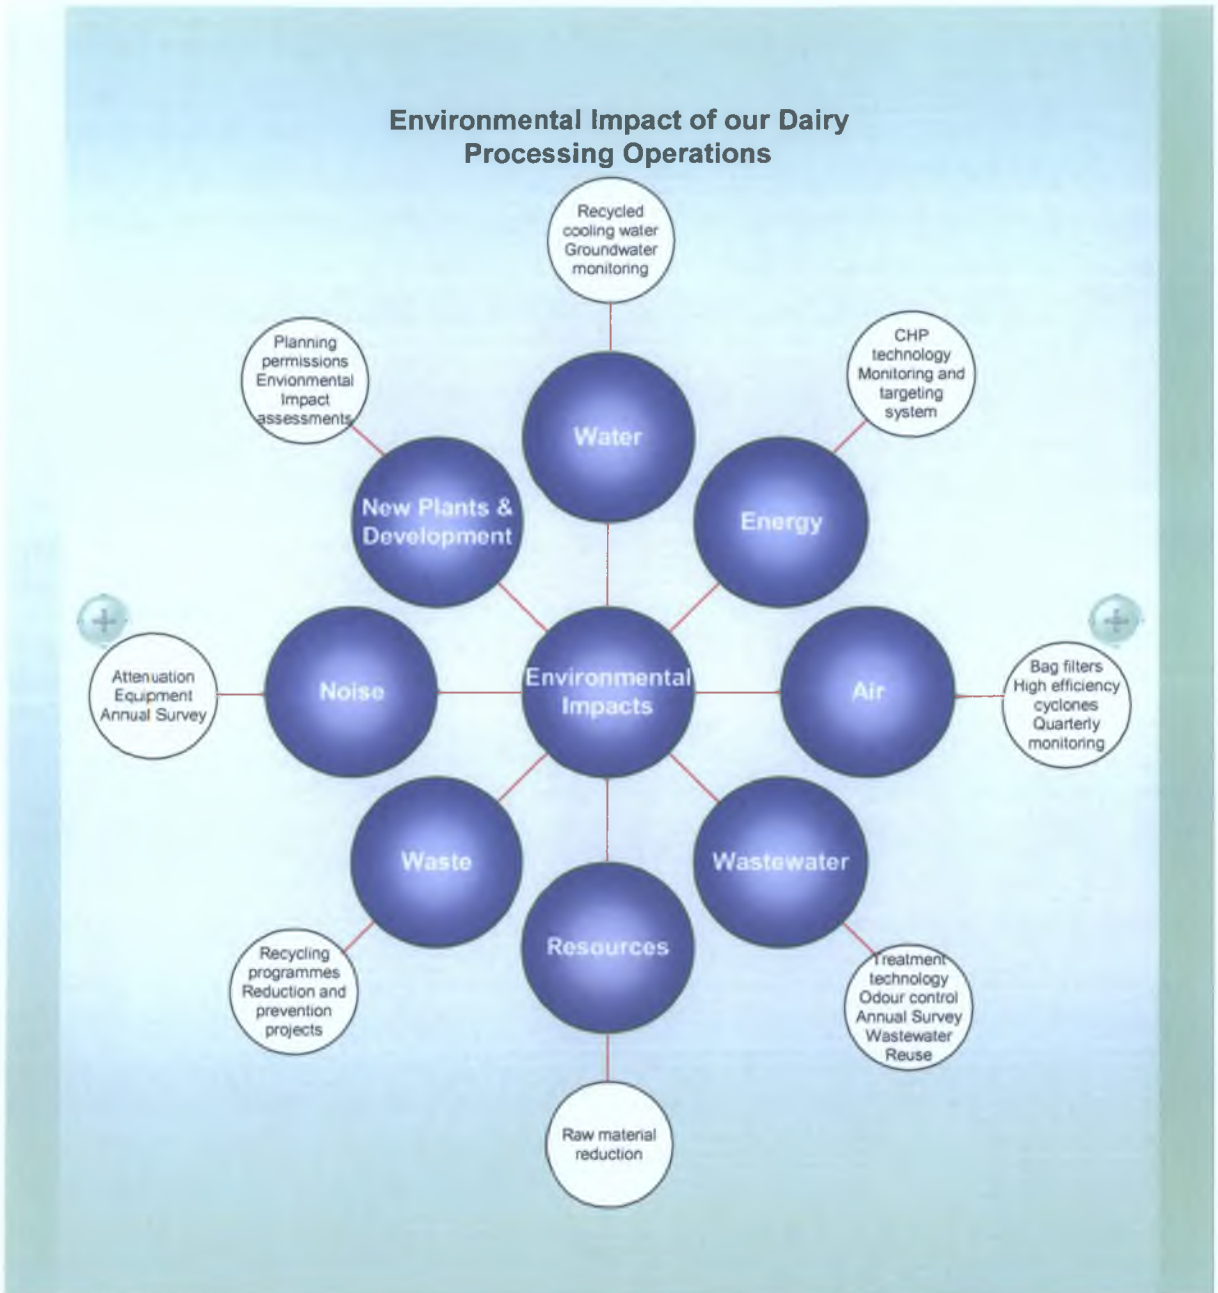 Environmental Impact of our Dairy
Processing Operations
Recycled
cooling water
Groundwater
monitoring
Planning
permissions
Envionmental
Impact
assessments
CHP
technology
Monitoring and
targeting
system
Water
New Plants &
Development
Energy
Attenuation
Equipment
Annual Survey
Noise
Environmental
Impacts
Air
Bag filters
High efficiency
cyclones
Quarterly
monitoring
Waste
Wastewater
Resources
Recycling
programmes
Reduction and
prevention
projects
Treatment
technology
Odour control
Annual Survey
Wastewater
Reuse
Raw material
reduction